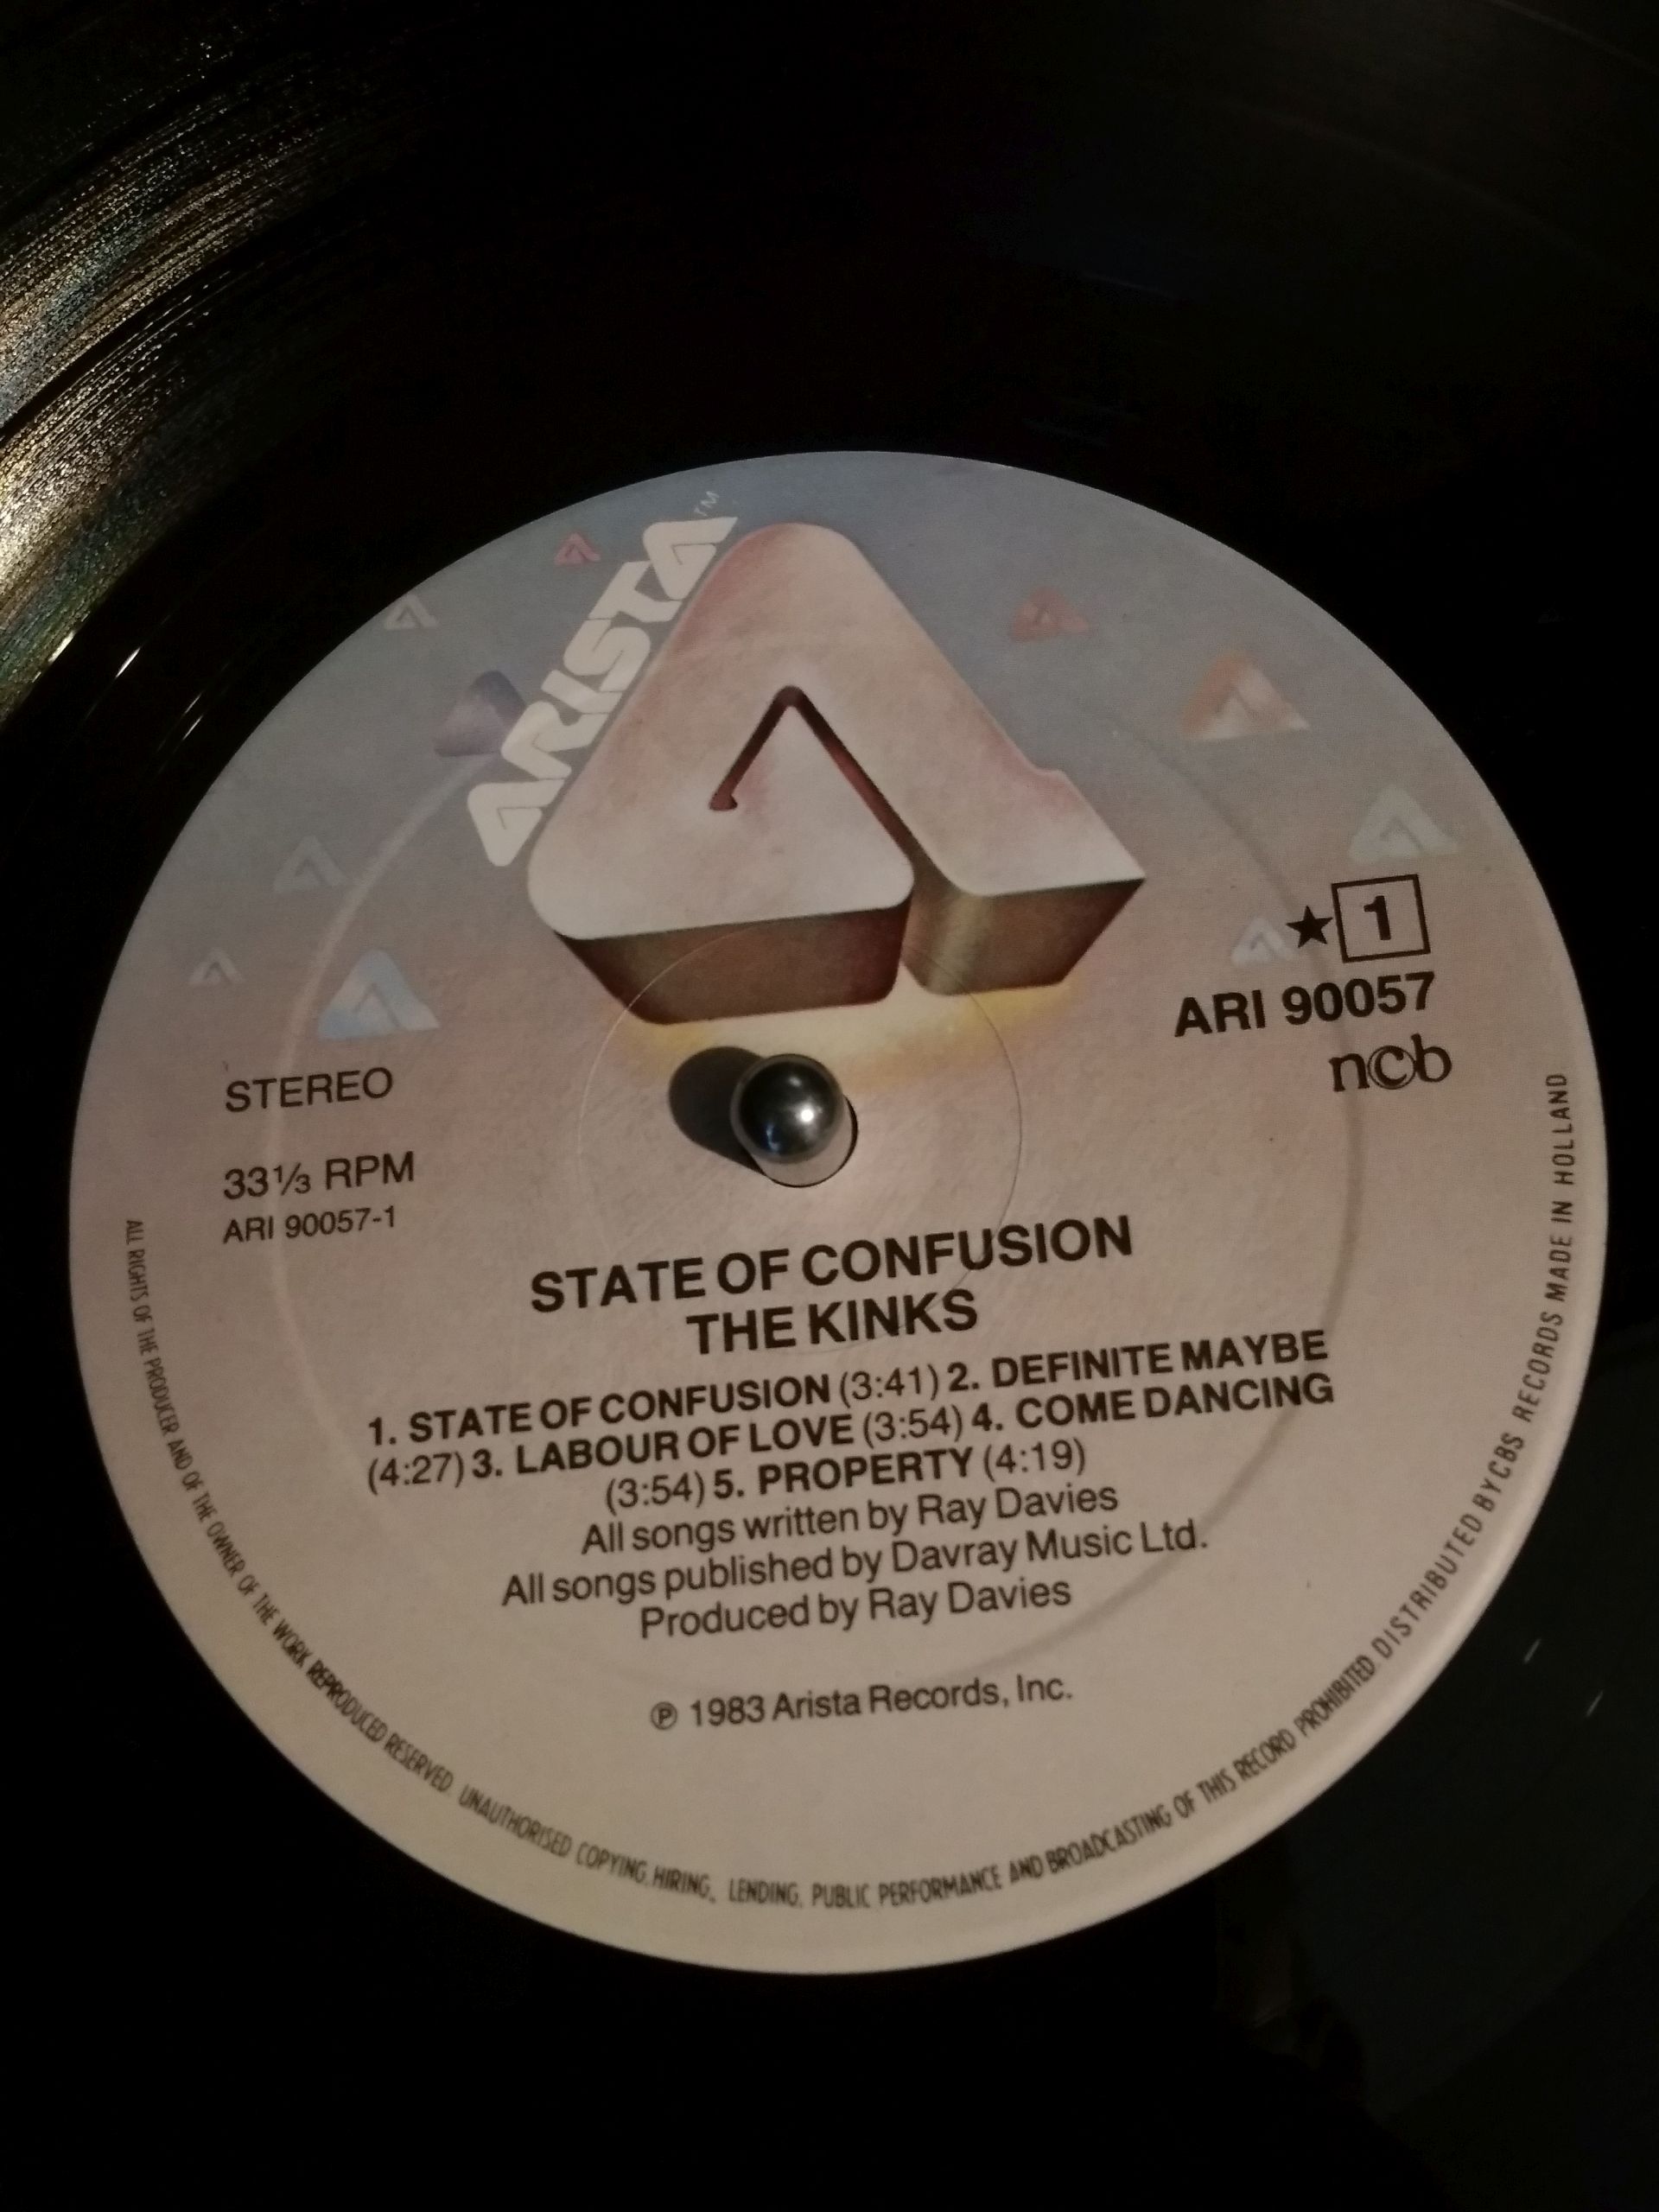 ARISTA™
★ 1
ARI 90057
ncb
STEREO
33⅓ RPM
ARI 90057-1
STATE OF CONFUSION
THE KINKS
1. STATE OF CONFUSION (3:41) 2. DEFINITE MAYBE
(4:27) 3. LABOUR OF LOVE (3:54) 4. COME DANCING
(3:54) 5. PROPERTY (4:19)
All songs written by Ray Davies
All songs published by Davray Music Ltd.
Produced by Ray Davies
℗ 1983 Arista Records, Inc.
ALL RIGHTS OF THE PRODUCER AND OF THE OWNER OF THE WORK REPRODUCED RESERVED. UNAUTHORISED COPYING, HIRING, LENDING, PUBLIC PERFORMANCE AND BROADCASTING OF THIS RECORD PROHIBITED. DISTRIBUTED BY CBS RECORDS MADE IN HOLLAND